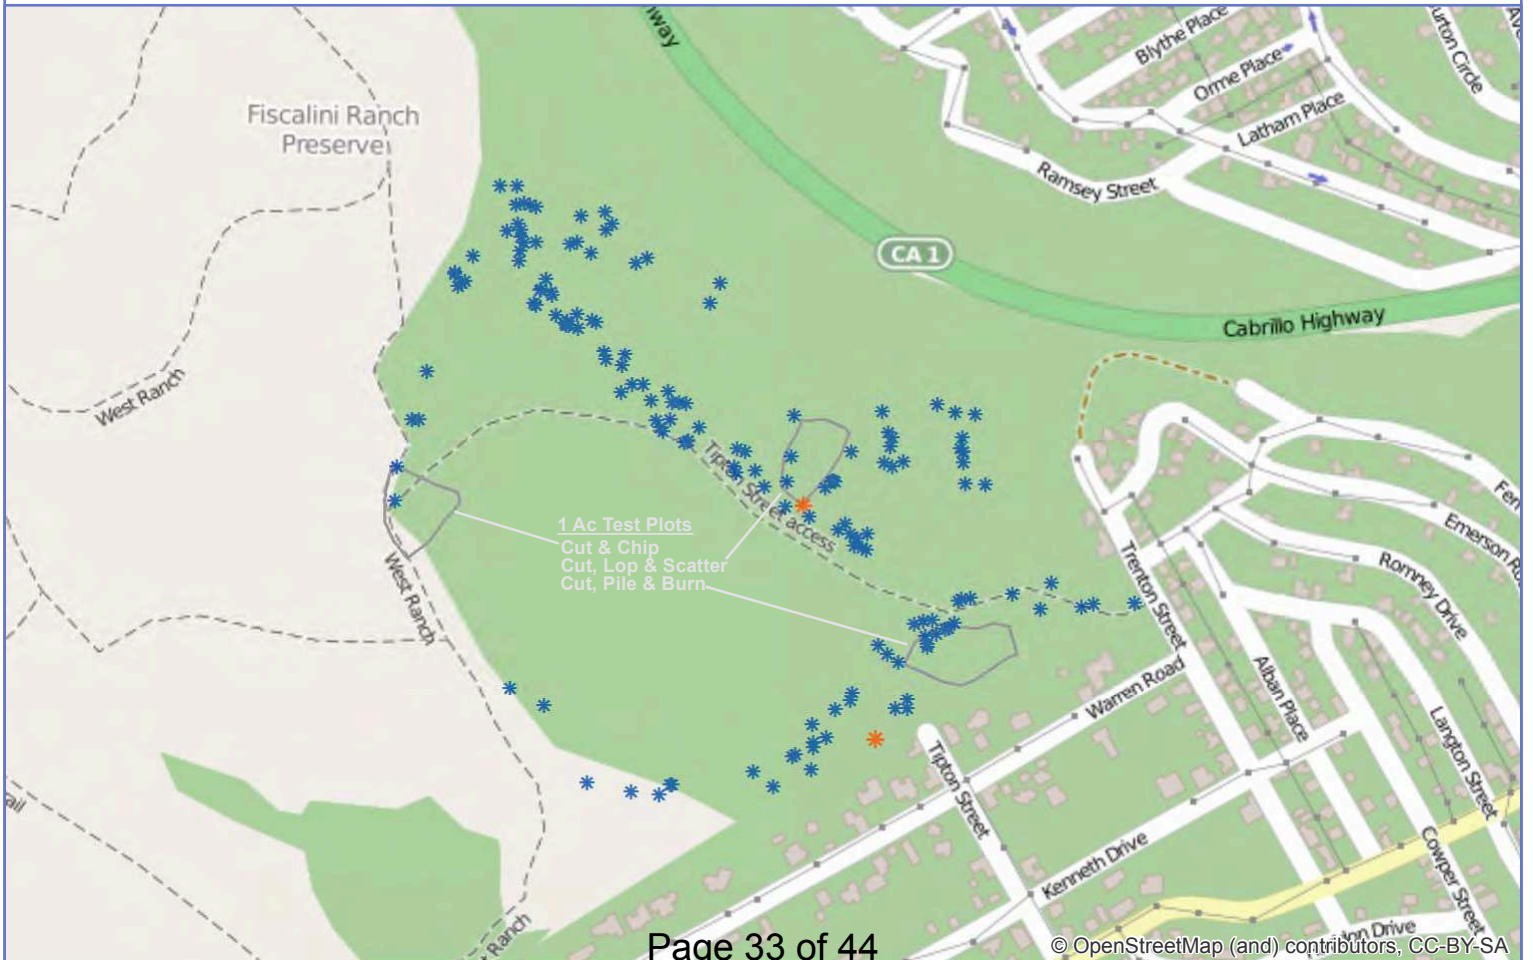 way
Blythe Place
Orme Place
Latham Place
Fiscalini Ranch
Preserve
Ramsey Street
CA 1
Cabrillo Highway
West Ranch
Tipton Street access
1 Ac Test Plots
Cut & Chip
Cut, Lop & Scatter
Cut, Pile & Burn
West Ranch
Trenton Street
Emerson
Romney Drive
Warren Road
Alban Place
Langton Street
Tipton Street
Kenneth Drive
Cowper Street
Ranch
Drive
Page 33 of 44
© OpenStreetMap (and) contributors, CC-BY-SA